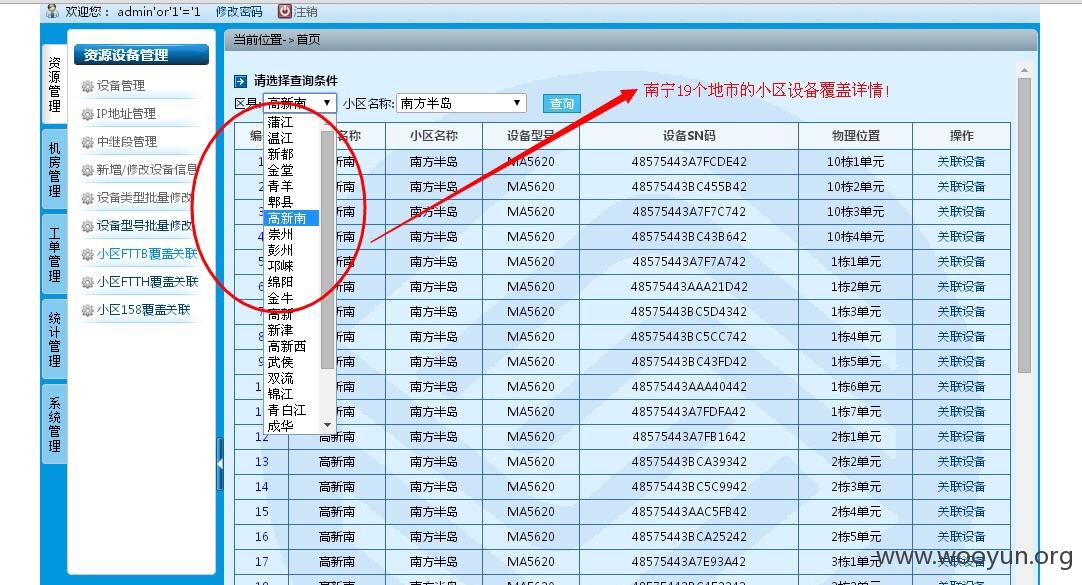 欢迎您： admin'or'1'='1 修改密码 注销
资源管理
机房管理
工单管理
统计管理
系统管理
资源设备管理
设备管理
IP地址管理
中继段管理
新增/修改设备信息
设备类型批量修改
设备型号批量修改
小区FTTB覆盖关联
小区FTTH覆盖关联
小区158覆盖关联
当前位置->首页
请选择查询条件
区县: 高新南 小区名称: 南方半岛 查询
南宁19个地市的小区设备覆盖详情!
蒲江
温江
新都
金堂
青羊
郫县
高新南
崇州
彭州
邛崃
绵阳
金牛
高新
新津
高新西
武侯
双流
锦江
青白江
成华
编 名称 小区名称 设备型号 设备SN码 物理位置 操作
1 新南 南方半岛 MA5620 48575443A7FCDE42 10栋1单元 关联设备
2 新南 南方半岛 MA5620 48575443BC455B42 10栋2单元 关联设备
3 新南 南方半岛 MA5620 48575443A7F7C742 10栋3单元 关联设备
4 新南 南方半岛 MA5620 48575443BC43B642 10栋4单元 关联设备
5 新南 南方半岛 MA5620 48575443A7F7A742 1栋1单元 关联设备
6 新南 南方半岛 MA5620 48575443AAA21D42 1栋2单元 关联设备
7 新南 南方半岛 MA5620 48575443BC5D4342 1栋3单元 关联设备
8 新南 南方半岛 MA5620 48575443BC5CC742 1栋4单元 关联设备
9 新南 南方半岛 MA5620 48575443BC43FD42 1栋5单元 关联设备
1 新南 南方半岛 MA5620 48575443AAA40442 1栋6单元 关联设备
1 新南 南方半岛 MA5620 48575443A7FDFA42 1栋7单元 关联设备
12 高新南 南方半岛 MA5620 48575443A7FB1642 2栋1单元 关联设备
13 高新南 南方半岛 MA5620 48575443BCA39342 2栋2单元 关联设备
14 高新南 南方半岛 MA5620 48575443BC5C9942 2栋3单元 关联设备
15 高新南 南方半岛 MA5620 48575443AAC5FB42 2栋4单元 关联设备
16 高新南 南方半岛 MA5620 48575443BCA25242 2栋5单元 关联设备
17 高新南 南方半岛 MA5620 48575443A7E93A42 3栋1单元 关联设备
www.wooyun.org